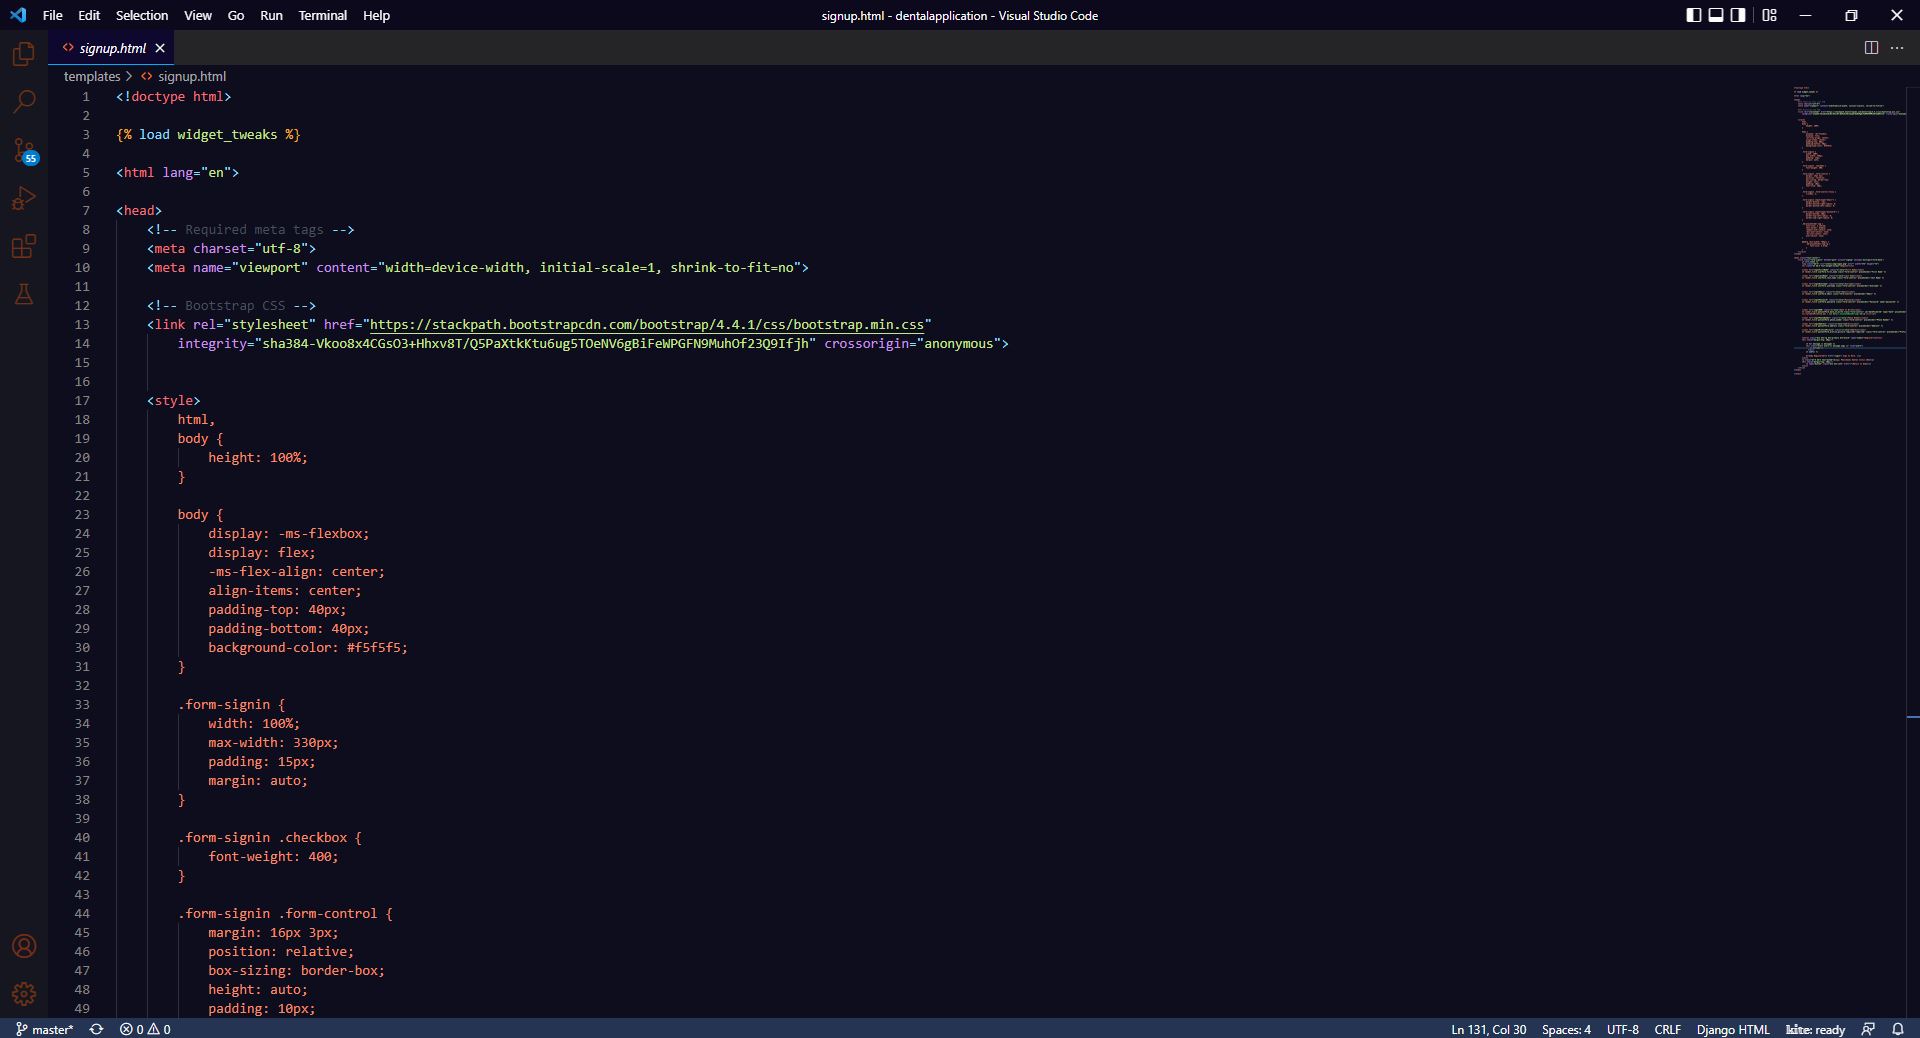 File Edit Selection View Go Run Terminal Help
signup.html - dentalapplication - Visual Studio Code
signup.html
templates > signup.html
55
1 <!doctype html>
2
3 {% load widget_tweaks %}
4
5 <html lang="en">
6
7 <head>
8 <!-- Required meta tags -->
9 <meta charset="utf-8">
10 <meta name="viewport" content="width=device-width, initial-scale=1, shrink-to-fit=no">
11
12 <!-- Bootstrap CSS -->
13 <link rel="stylesheet" href="https://stackpath.bootstrapcdn.com/bootstrap/4.4.1/css/bootstrap.min.css"
14 integrity="sha384-Vkoo8x4CGsO3+Hhxv8T/Q5PaXtkKtu6ug5TOeNV6gBiFeWPGFN9MuhOf23Q9Ifjh" crossorigin="anonymous">
15
16
17 <style>
18 html,
19 body {
20 height: 100%;
21 }
22
23 body {
24 display: -ms-flexbox;
25 display: flex;
26 -ms-flex-align: center;
27 align-items: center;
28 padding-top: 40px;
29 padding-bottom: 40px;
30 background-color: #f5f5f5;
31 }
32
33 .form-signin {
34 width: 100%;
35 max-width: 330px;
36 padding: 15px;
37 margin: auto;
38 }
39
40 .form-signin .checkbox {
41 font-weight: 400;
42 }
43
44 .form-signin .form-control {
45 margin: 16px 3px;
46 position: relative;
47 box-sizing: border-box;
48 height: auto;
49 padding: 10px;
master* 0 0 Ln 131, Col 30 Spaces: 4 UTF-8 CRLF Django HTML kite: ready